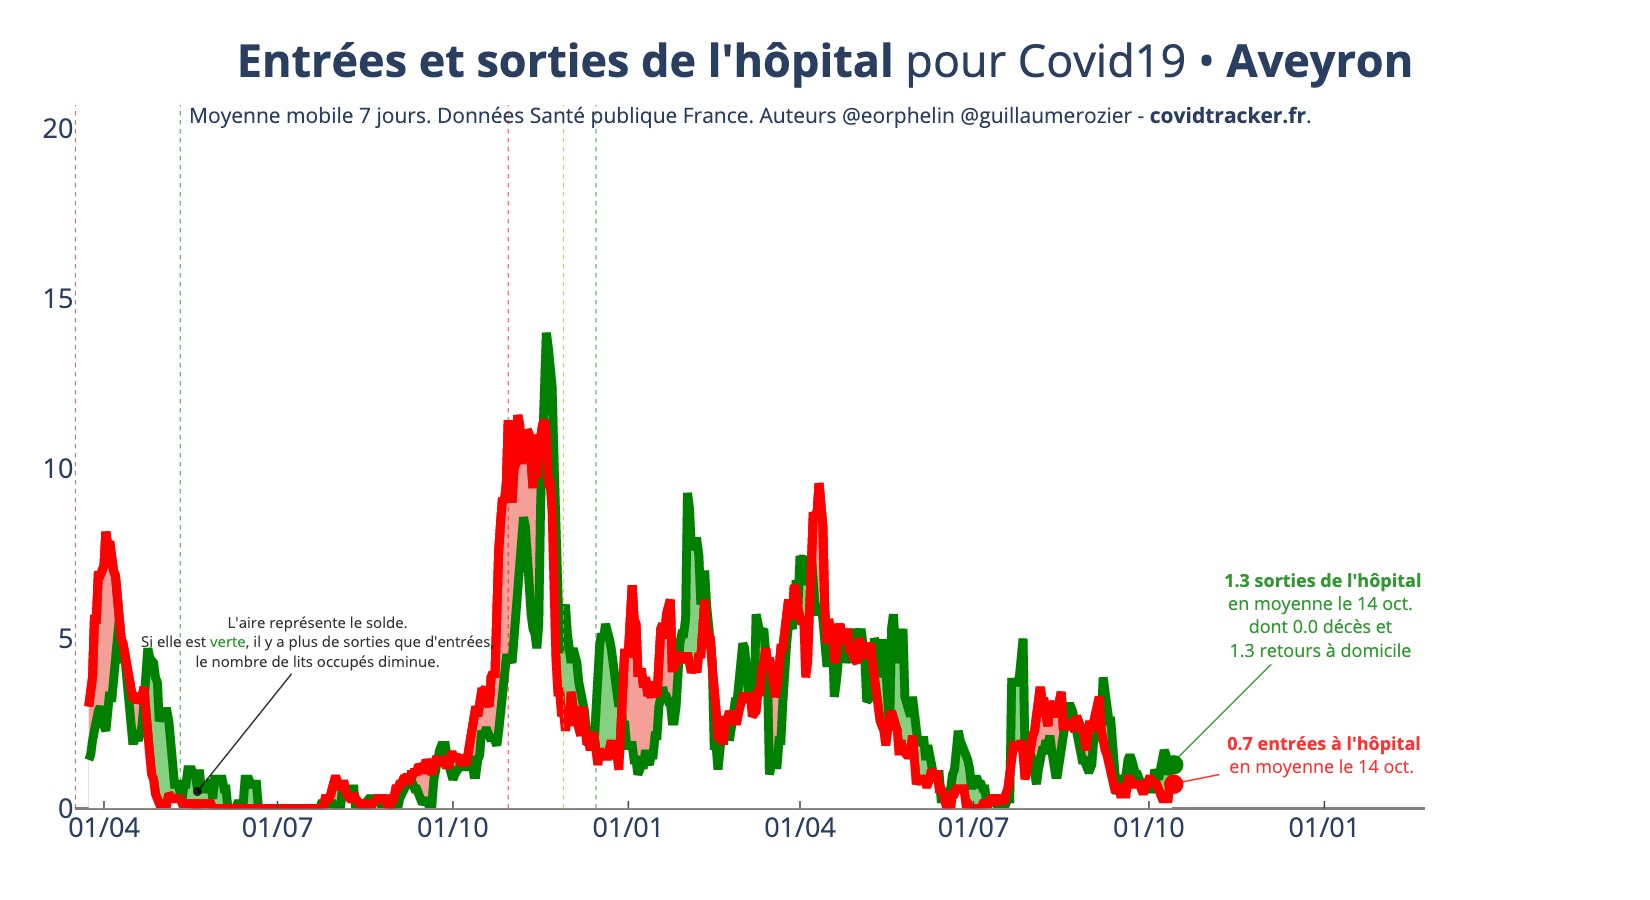 Entrées et sorties de l'hôpital pour Covid19 • Aveyron
Moyenne mobile 7 jours. Données Santé publique France. Auteurs @eorphelin @guillaumerozier - covidtracker.fr.
20
15
10
5
0
L'aire représente le solde.
Si elle est verte, il y a plus de sorties que d'entrées,
le nombre de lits occupés diminue.
1.3 sorties de l'hôpital
en moyenne le 14 oct.
dont 0.0 décès et
1.3 retours à domicile
0.7 entrées à l'hôpital
en moyenne le 14 oct.
01/04 01/07 01/10 01/01 01/04 01/07 01/10 01/01